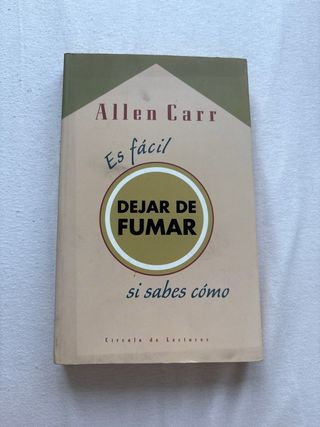 Allen Carr
Es fácil
DEJAR DE
FUMAR
si sabes cómo
Círculo de Lectores